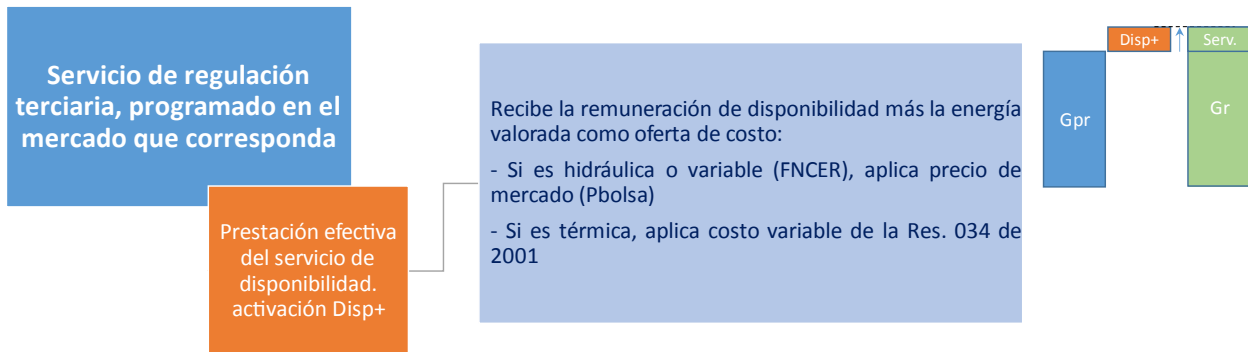 Servicio de regulación
terciaria, programado en el
mercado que corresponda
Prestación efectiva
del servicio de
disponibilidad.
activación Disp+
Recibe la remuneración de disponibilidad más la energía
valorada como oferta de costo:
- Si es hidráulica o variable (FNCER), aplica precio de
mercado (Pbolsa)
- Si es térmica, aplica costo variable de la Res. 034 de
2001
Disp+
Serv.
Gpr
Gr